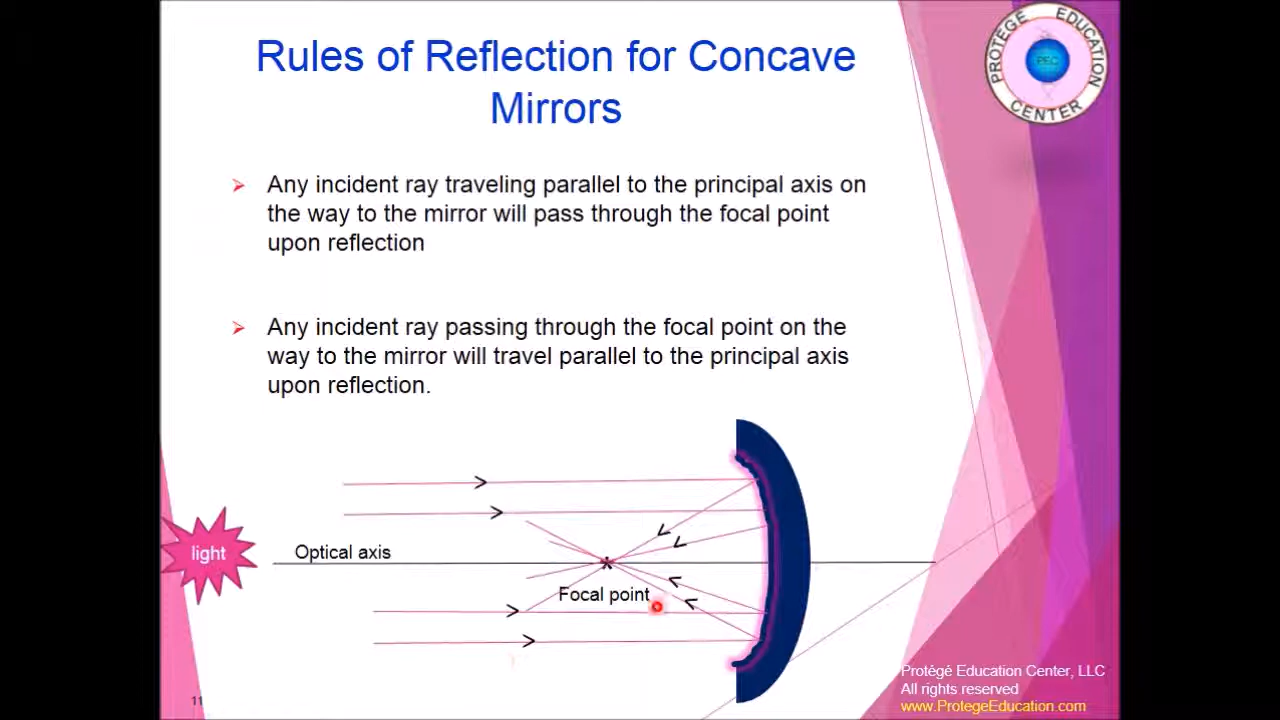 Rules of Reflection for Concave
Mirrors
PROTÉGÉ EDUCATION
CENTER
PEC
Any incident ray traveling parallel to the principal axis on
the way to the mirror will pass through the focal point
upon reflection
Any incident ray passing through the focal point on the
way to the mirror will travel parallel to the principal axis
upon reflection.
light
Optical axis
Focal point
11
Protégé Education Center, LLC
All rights reserved
www.ProtegeEducation.com